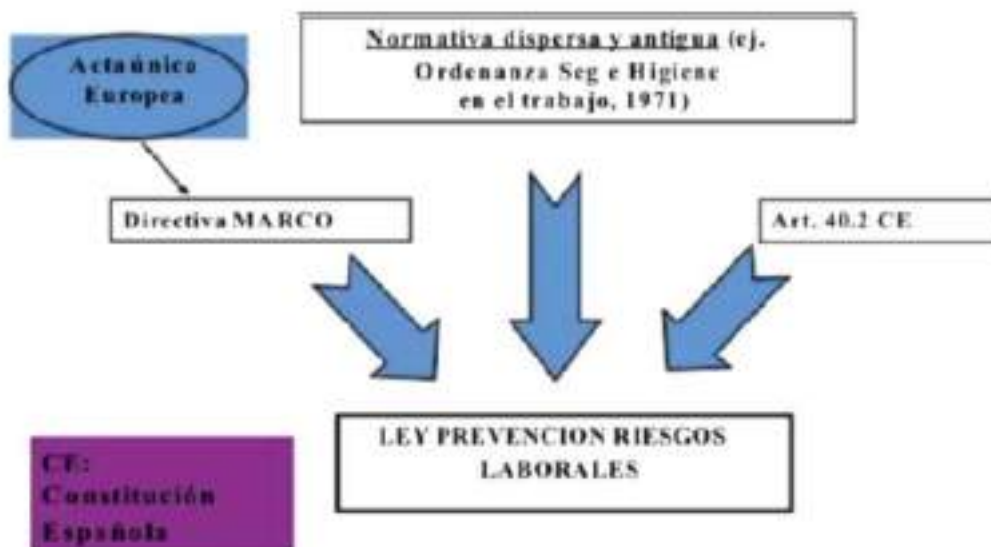 Acta única
Europea
Normativa dispersa y antigua (ej.
Ordenanza Seg e Higiene
en el trabajo, 1971)
Directiva MARCO
Art. 40.2 CE
LEY PREVENCION RIESGOS
LABORALES
CE:
Constitución
Española